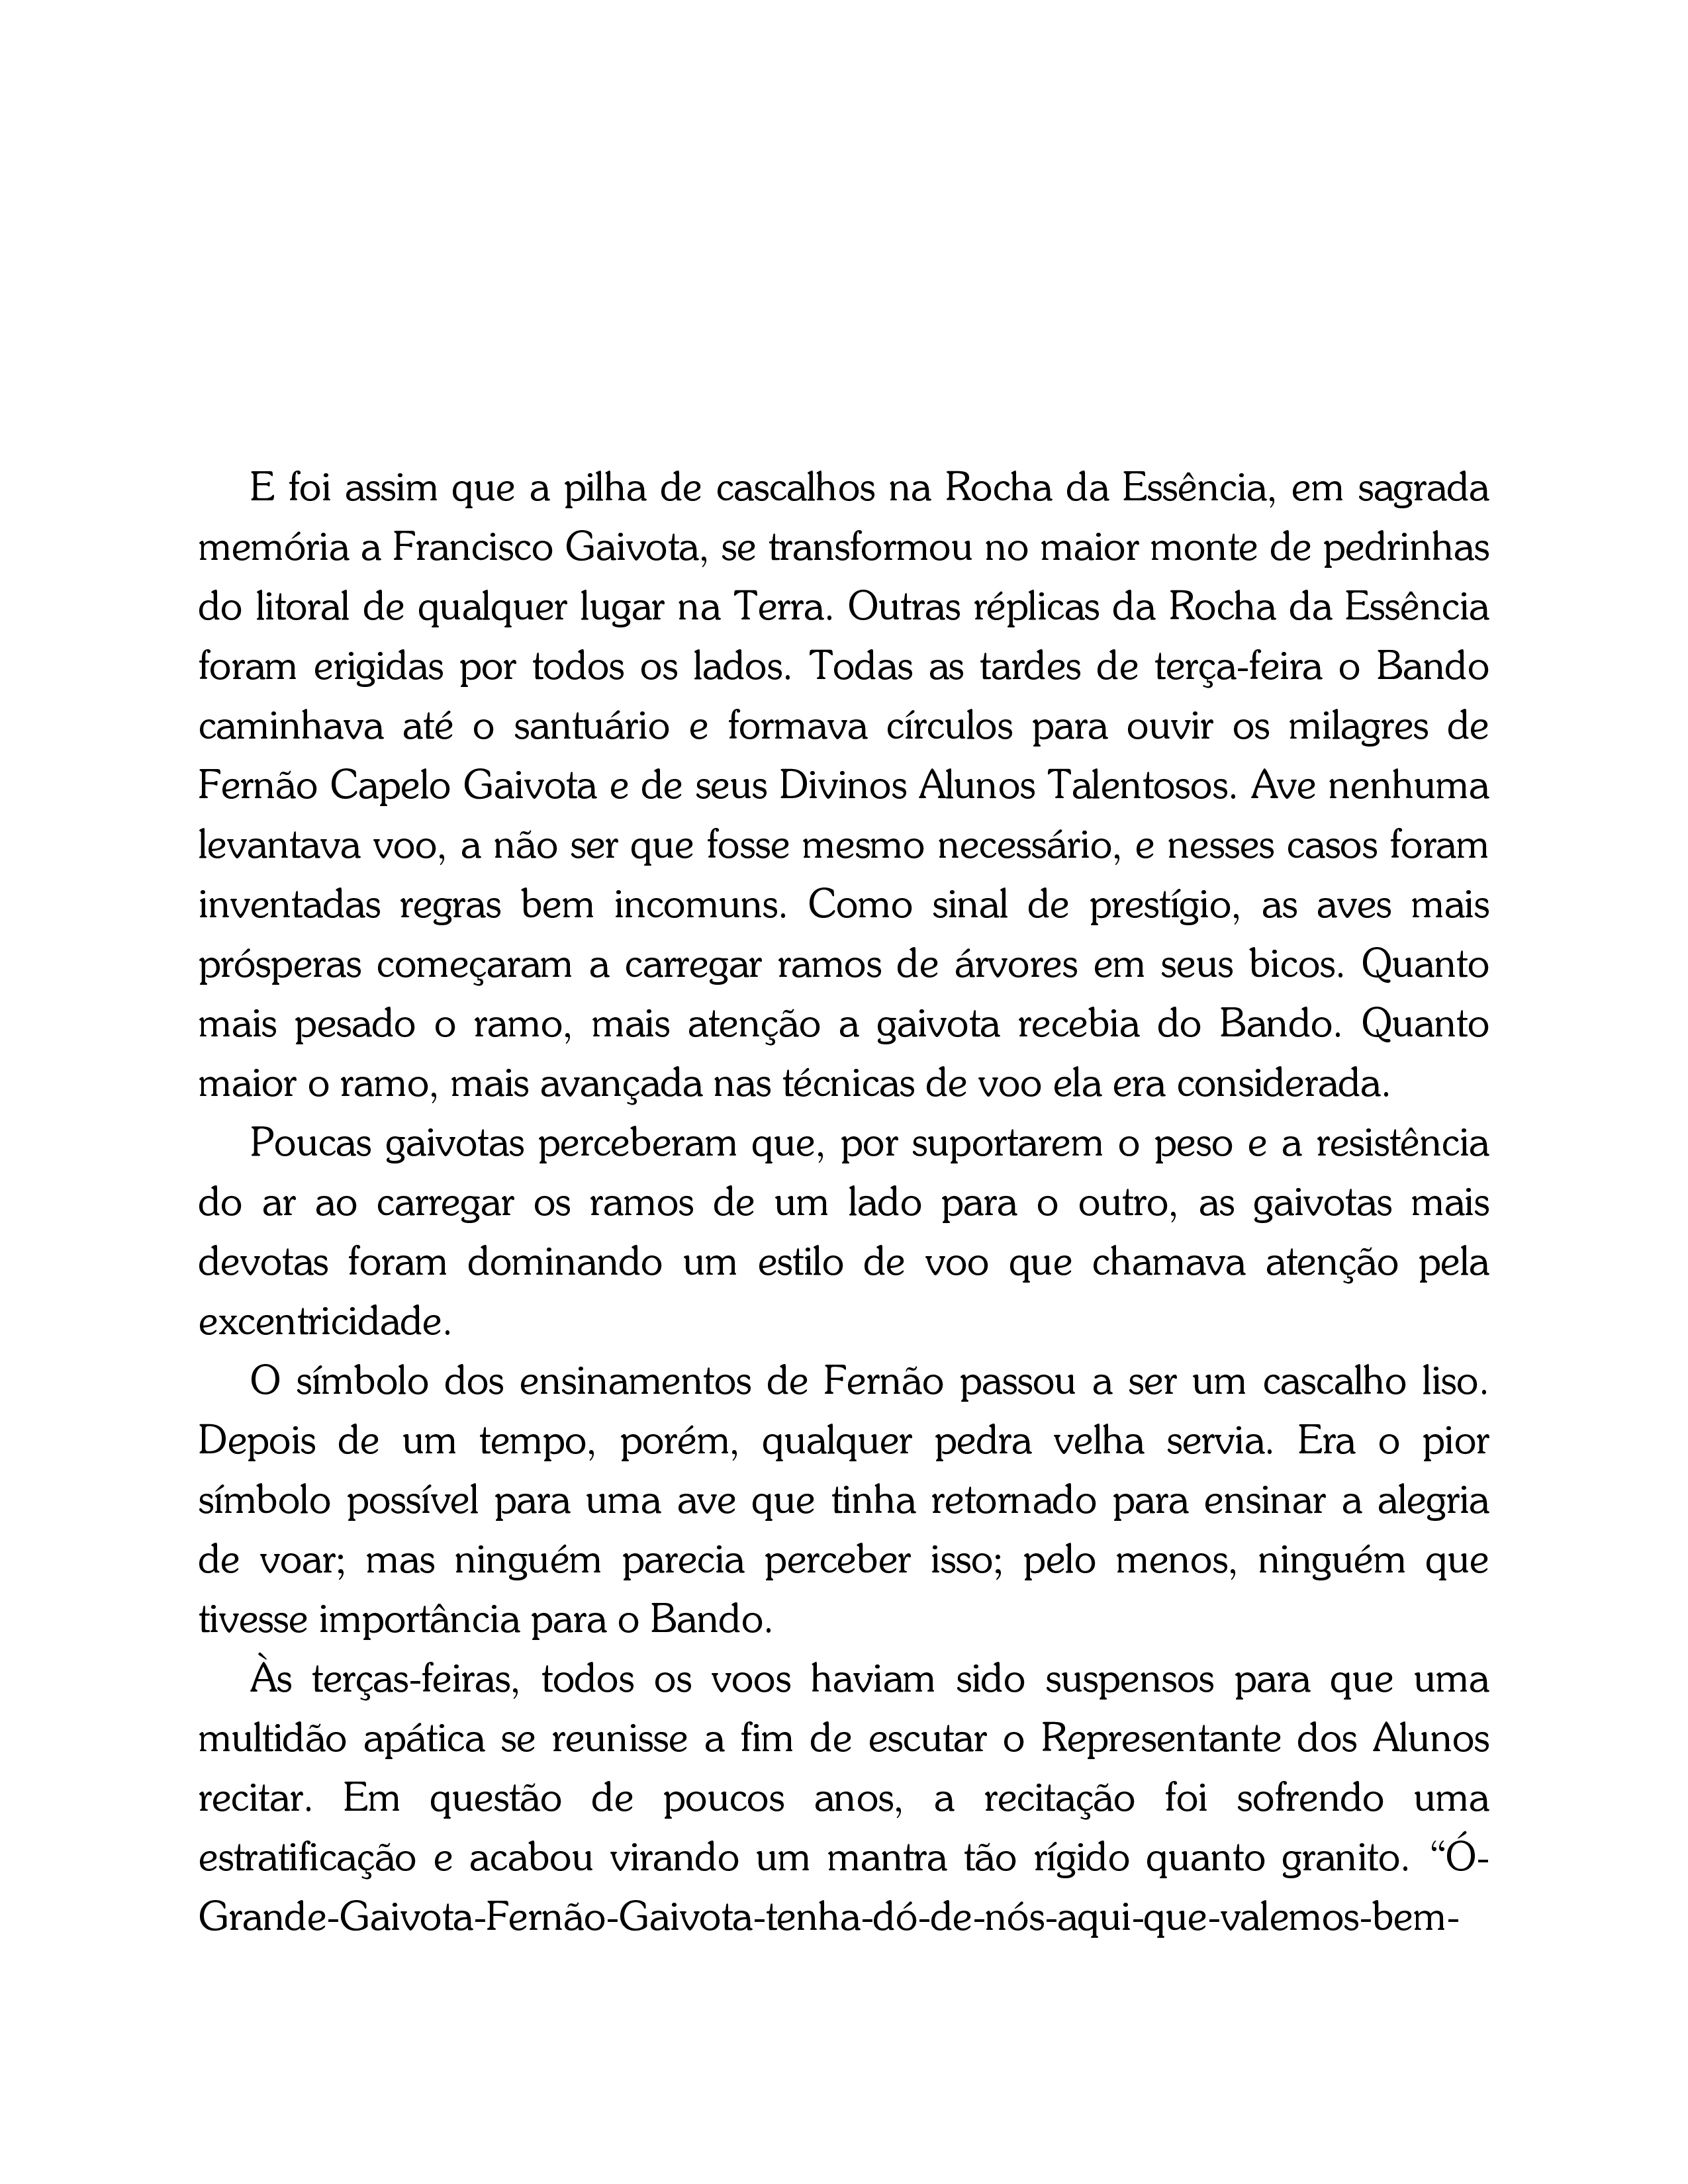 E foi assim que a pilha de cascalhos na Rocha da Essência, em sagrada
memória a Francisco Gaivota, se transformou no maior monte de pedrinhas
do litoral de qualquer lugar na Terra. Outras réplicas da Rocha da Essência
foram erigidas por todos os lados. Todas as tardes de terça-feira o Bando
caminhava até o santuário e formava círculos para ouvir os milagres de
Fernão Capelo Gaivota e de seus Divinos Alunos Talentosos. Ave nenhuma
levantava voo, a não ser que fosse mesmo necessário, e nesses casos foram
inventadas regras bem incomuns. Como sinal de prestígio, as aves mais
prósperas começaram a carregar ramos de árvores em seus bicos. Quanto
mais pesado o ramo, mais atenção a gaivota recebia do Bando. Quanto
maior o ramo, mais avançada nas técnicas de voo ela era considerada.
Poucas gaivotas perceberam que, por suportarem o peso e a resistência
do ar ao carregar os ramos de um lado para o outro, as gaivotas mais
devotas foram dominando um estilo de voo que chamava atenção pela
excentricidade.
O símbolo dos ensinamentos de Fernão passou a ser um cascalho liso.
Depois de um tempo, porém, qualquer pedra velha servia. Era o pior
símbolo possível para uma ave que tinha retornado para ensinar a alegria
de voar; mas ninguém parecia perceber isso; pelo menos, ninguém que
tivesse importância para o Bando.
Às terças-feiras, todos os voos haviam sido suspensos para que uma
multidão apática se reunisse a fim de escutar o Representante dos Alunos
recitar. Em questão de poucos anos, a recitação foi sofrendo uma
estratificação e acabou virando um mantra tão rígido quanto granito. “Ó-
Grande-Gaivota-Fernão-Gaivota-tenha-dó-de-nós-aqui-que-valemos-bem-